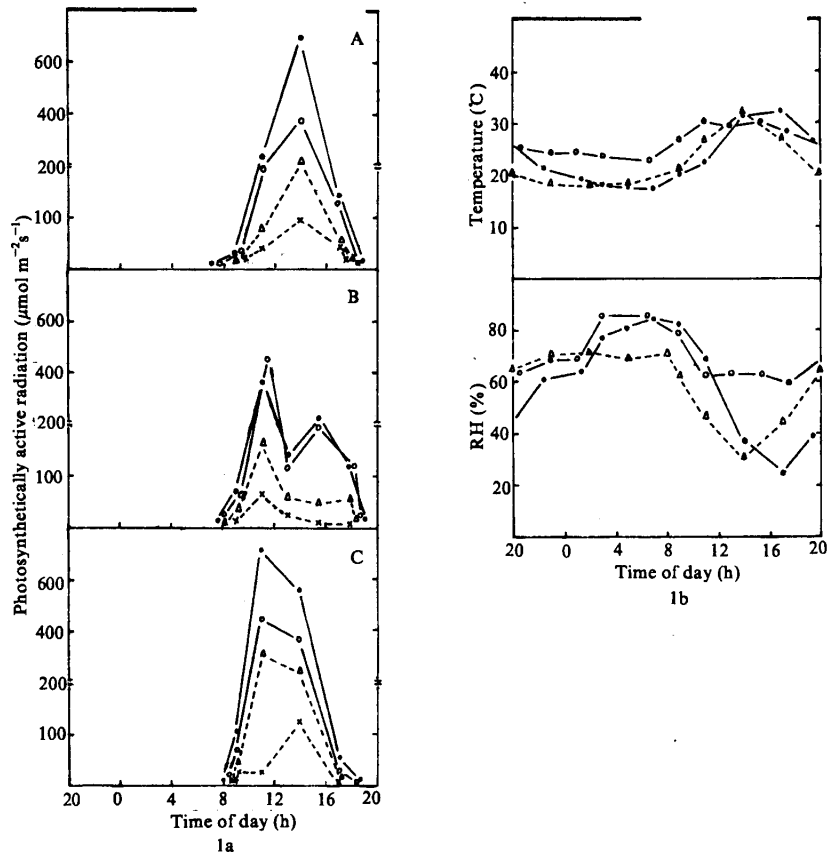 Photosynthetically active radiation (μmol m⁻²s⁻¹)
A
600
400
200
100
B
600
400
200
100
C
600
400
200
100
20 0 4 8 12 16 20
Time of day (h)
1a
Temperature (℃)
40
30
20
10
RH (%)
80
60
40
20
20 0 4 8 12 16 20
Time of day (h)
1b